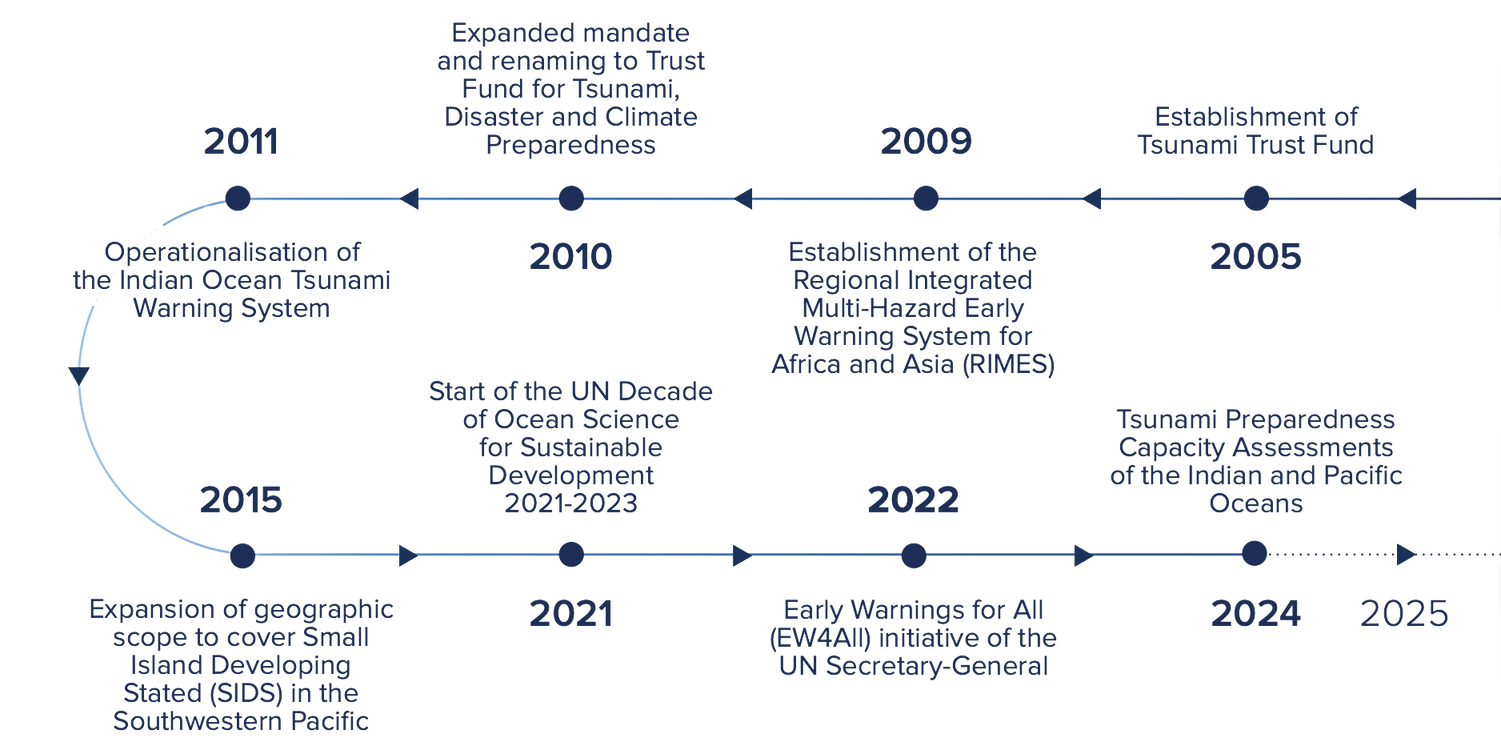 Establishment of
Tsunami Trust Fund
2005
2009
Establishment of the
Regional Integrated
Multi-Hazard Early
Warning System for
Africa and Asia (RIMES)
Expanded mandate
and renaming to Trust
Fund for Tsunami,
Disaster and Climate
Preparedness
2010
2011
Operationalisation of
the Indian Ocean Tsunami
Warning System
2015
Expansion of geographic
scope to cover Small
Island Developing
Stated (SIDS) in the
Southwestern Pacific
Start of the UN Decade
of Ocean Science
for Sustainable
Development
2021-2023
2021
2022
Early Warnings for All
(EW4All) initiative of the
UN Secretary-General
Tsunami Preparedness
Capacity Assessments
of the Indian and Pacific
Oceans
2024
2025